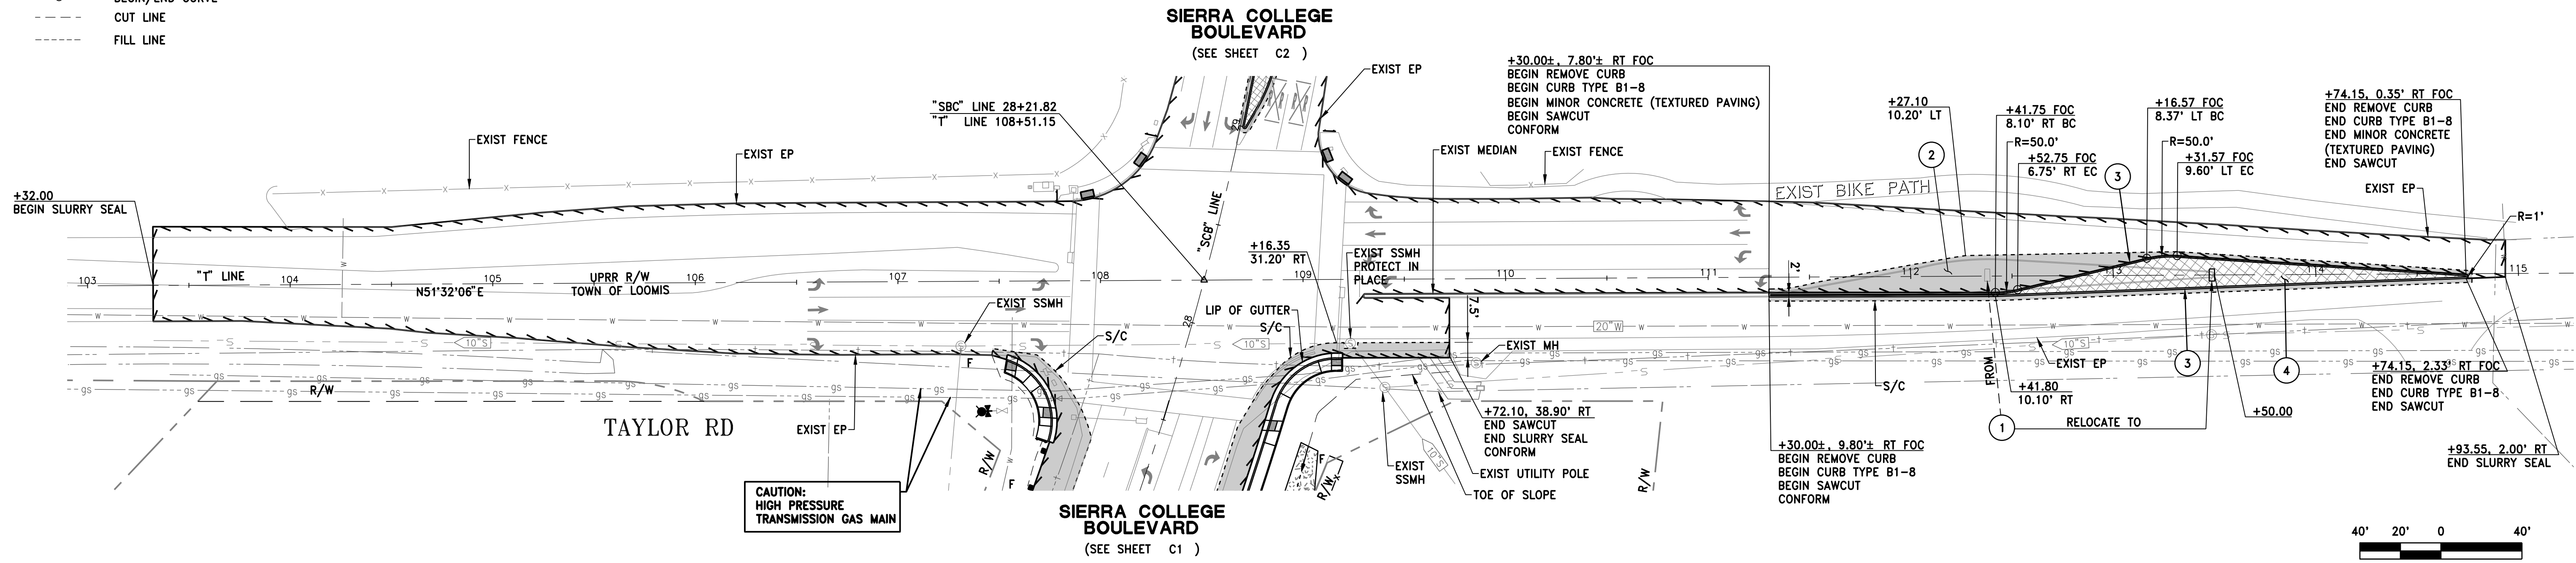 BEGIN/END CURVE
CUT LINE
FILL LINE
SIERRA COLLEGE
BOULEVARD
(SEE SHEET C2 )
"SBC" LINE 28+21.82
"T" LINE 108+51.15
EXIST EP
+30.00±, 7.80'± RT FOC
BEGIN REMOVE CURB
BEGIN CURB TYPE B1-8
BEGIN MINOR CONCRETE (TEXTURED PAVING)
BEGIN SAWCUT
CONFORM
+27.10
10.20' LT
+41.75 FOC
8.10' RT BC
R=50.0'
+52.75 FOC
6.75' RT EC
+16.57 FOC
8.37' LT BC
R=50.0'
+31.57 FOC
9.60' LT EC
+74.15, 0.35' RT FOC
END REMOVE CURB
END CURB TYPE B1-8
END MINOR CONCRETE
(TEXTURED PAVING)
END SAWCUT
EXIST EP
R=1'
EXIST FENCE
EXIST EP
EXIST MEDIAN
EXIST FENCE
EXIST BIKE PATH
2
3
+32.00
BEGIN SLURRY SEAL
29
"SCB" LINE
28
103
"T" LINE
104
N51°32'06"E
105
UPRR R/W
TOWN OF LOOMIS
106
107
108
109
110
111
112
113
114
115
+16.35
31.20' RT
EXIST SSMH
PROTECT IN
PLACE
2'
7.5'
LIP OF GUTTER
S/C
EXIST SSMH
S/C
10"S
10"S
20"W
10"S
10"S
EXIST MH
S/C
EXIST EP
FROM
+41.80
10.10' RT
1
RELOCATE TO
3
4
+50.00
+74.15, 2.33' RT FOC
END REMOVE CURB
END CURB TYPE B1-8
END SAWCUT
+93.55, 2.00' RT
END SLURRY SEAL
R/W
TAYLOR RD
EXIST EP
F
R/W
F
F
R/W
R/W
CAUTION:
HIGH PRESSURE
TRANSMISSION GAS MAIN
+72.10, 38.90' RT
END SAWCUT
END SLURRY SEAL
CONFORM
EXIST
SSMH
EXIST UTILITY POLE
TOE OF SLOPE
+30.00±, 9.80'± RT FOC
BEGIN REMOVE CURB
BEGIN CURB TYPE B1-8
BEGIN SAWCUT
CONFORM
SIERRA COLLEGE
BOULEVARD
(SEE SHEET C1 )
40' 20' 0 40'